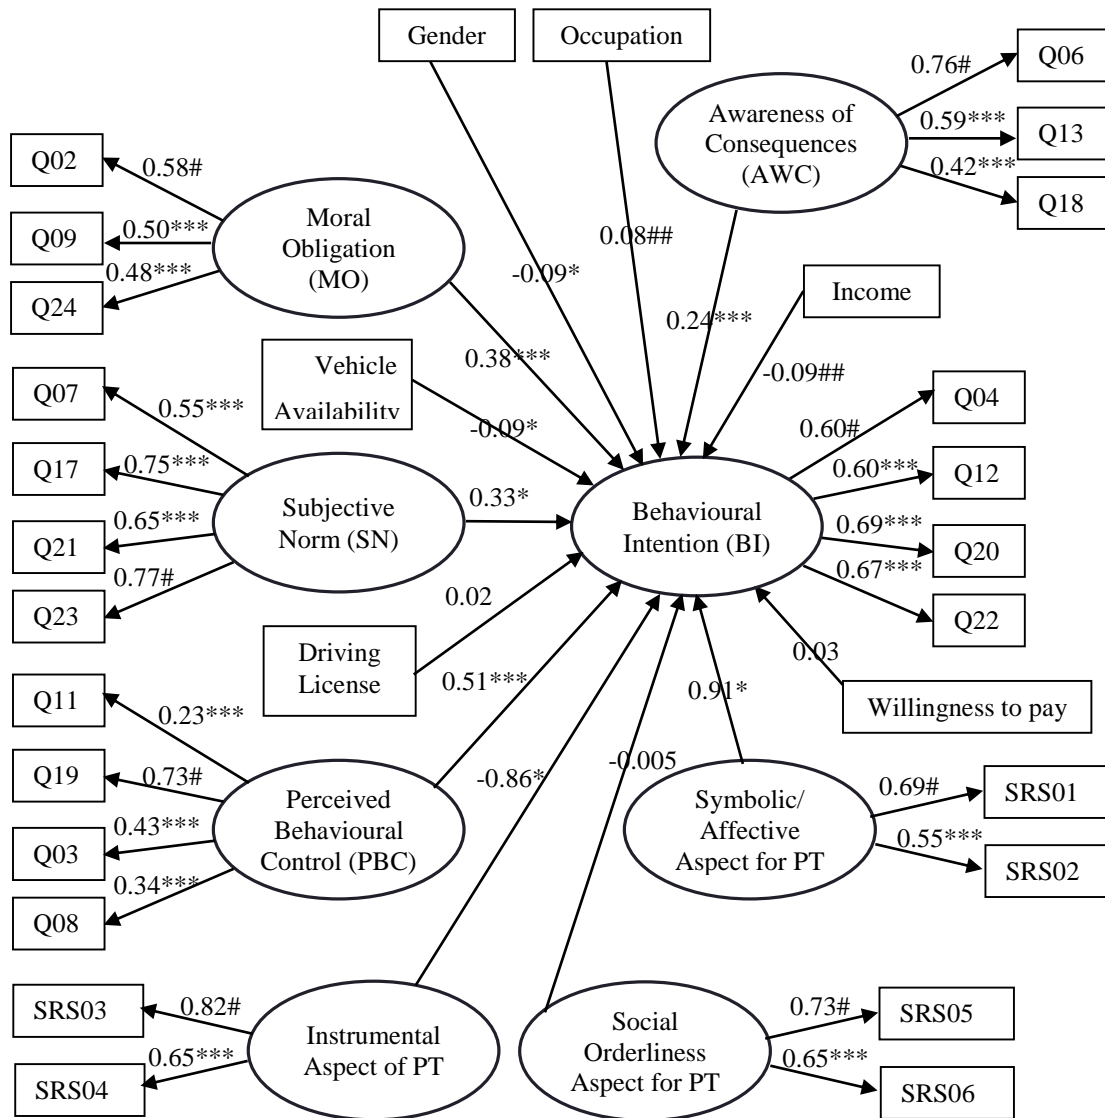 Gender
Occupation
Q06
0.76#
Awareness of
Consequences
(AWC)
0.59***
Q13
0.42***
Q18
Q02
0.58#
Moral
Obligation
(MO)
Q09
0.50***
0.48***
Q24
0.08##
-0.09*
Income
0.24***
0.38***
-0.09##
Vehicle
Availability
-0.09*
Q07
0.55***
Q17
0.75***
Subjective
Norm (SN)
0.33*
Q21
0.65***
0.77#
Q23
Behavioural
Intention (BI)
Q04
0.60#
0.60***
Q12
0.69***
Q20
0.67***
Q22
0.02
Driving
License
0.51***
0.03
Willingness to pay
0.91*
-0.005
-0.86*
Q11
0.23***
Q19
0.73#
Perceived
Behavioural
Control (PBC)
0.43***
Q03
0.34***
Q08
Symbolic/
Affective
Aspect for PT
0.69#
SRS01
0.55***
SRS02
SRS03
0.82#
Instrumental
Aspect of PT
0.65***
SRS04
Social
Orderliness
Aspect for PT
0.73#
SRS05
0.65***
SRS06